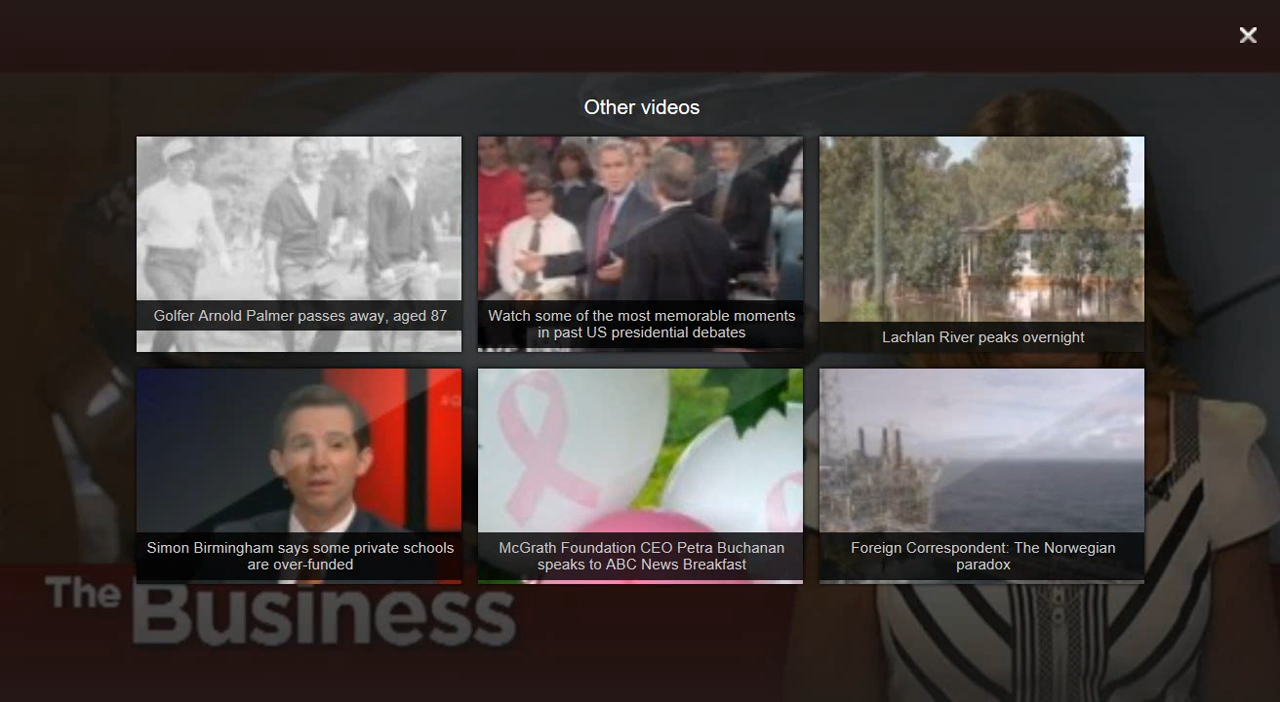 Other videos
Golfer Arnold Palmer passes away, aged 87
Watch some of the most memorable moments
in past US presidential debates
Lachlan River peaks overnight
Simon Birmingham says some private schools
are over-funded
McGrath Foundation CEO Petra Buchanan
speaks to ABC News Breakfast
Foreign Correspondent: The Norwegian
paradox
The Business